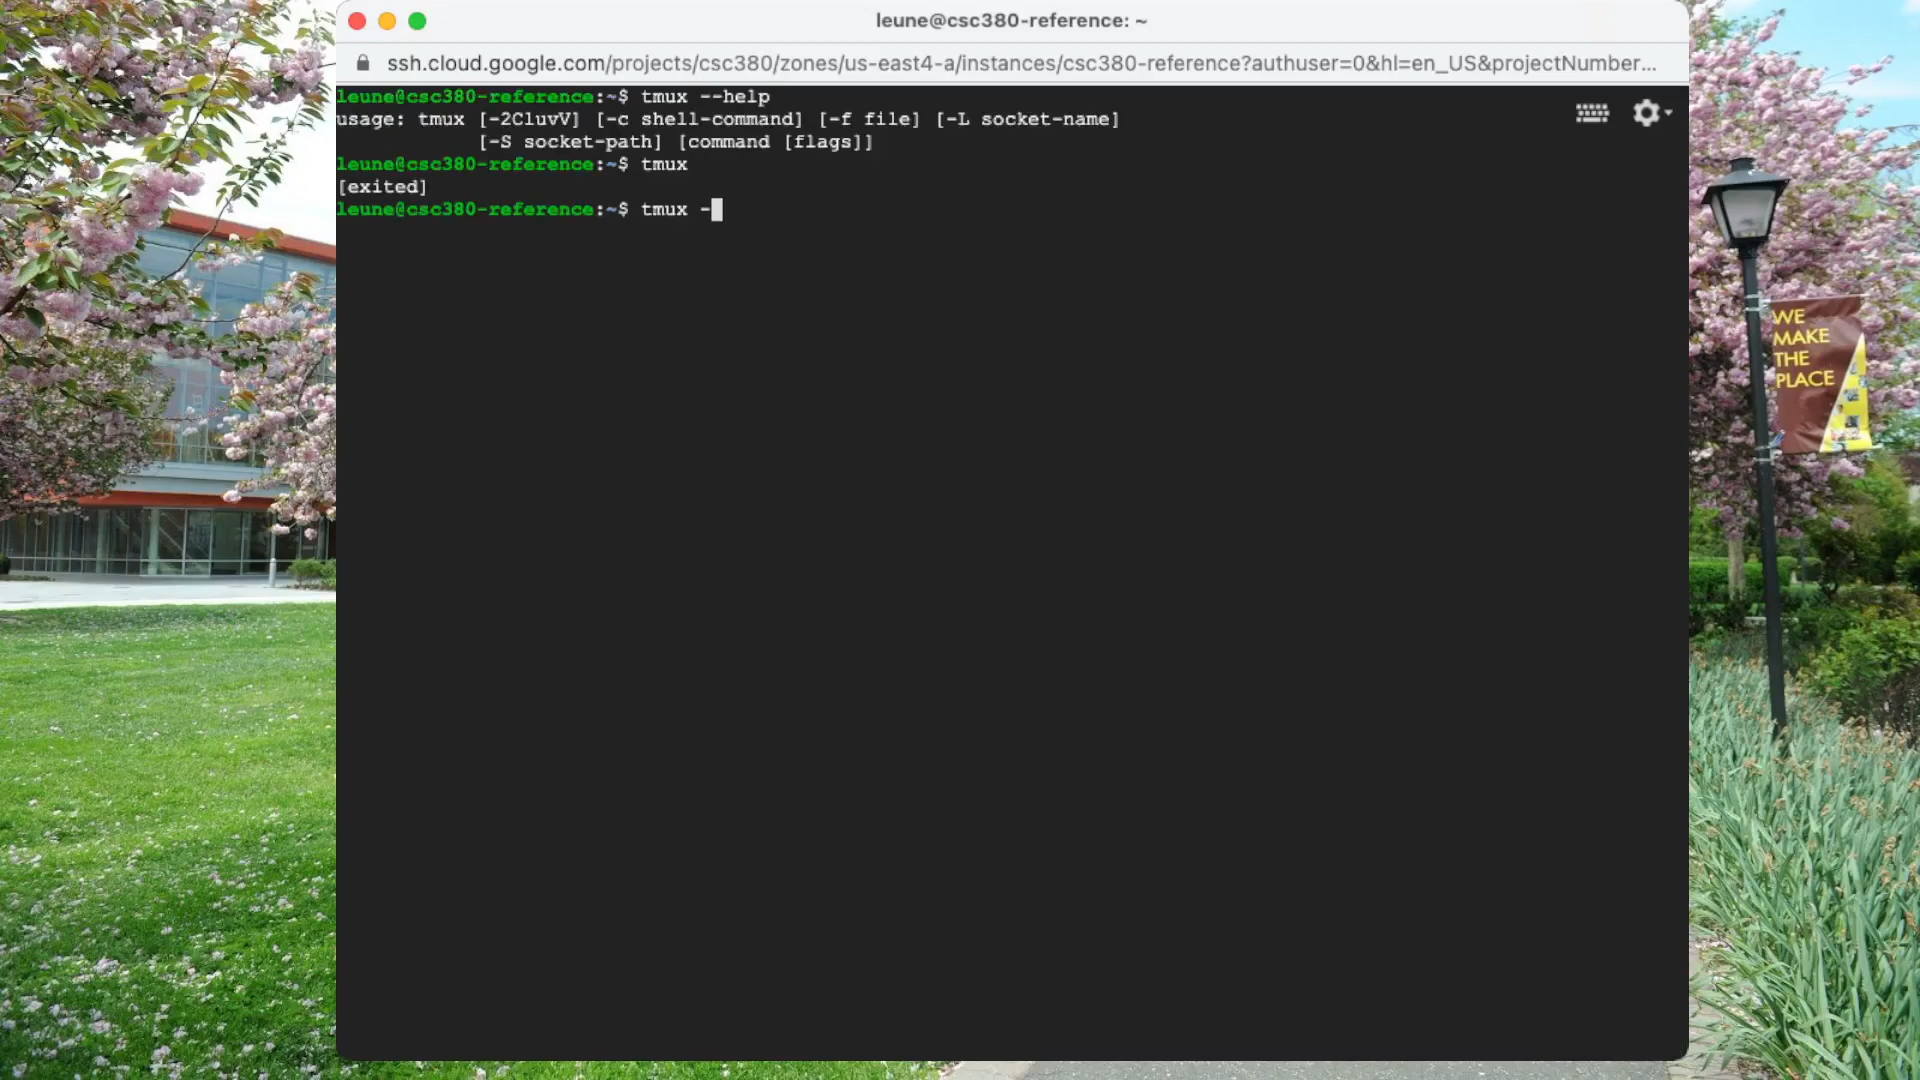 leune@csc380-reference: ~
ssh.cloud.google.com/projects/csc380/zones/us-east4-a/instances/csc380-reference?authuser=0&hl=en_US&projectNumber...
leune@csc380-reference:~$ tmux --help
usage: tmux [-2CluvV] [-c shell-command] [-f file] [-L socket-name]
[-S socket-path] [command [flags]]
leune@csc380-reference:~$ tmux
[exited]
leune@csc380-reference:~$ tmux -
WE
MAKE
THE
PLACE